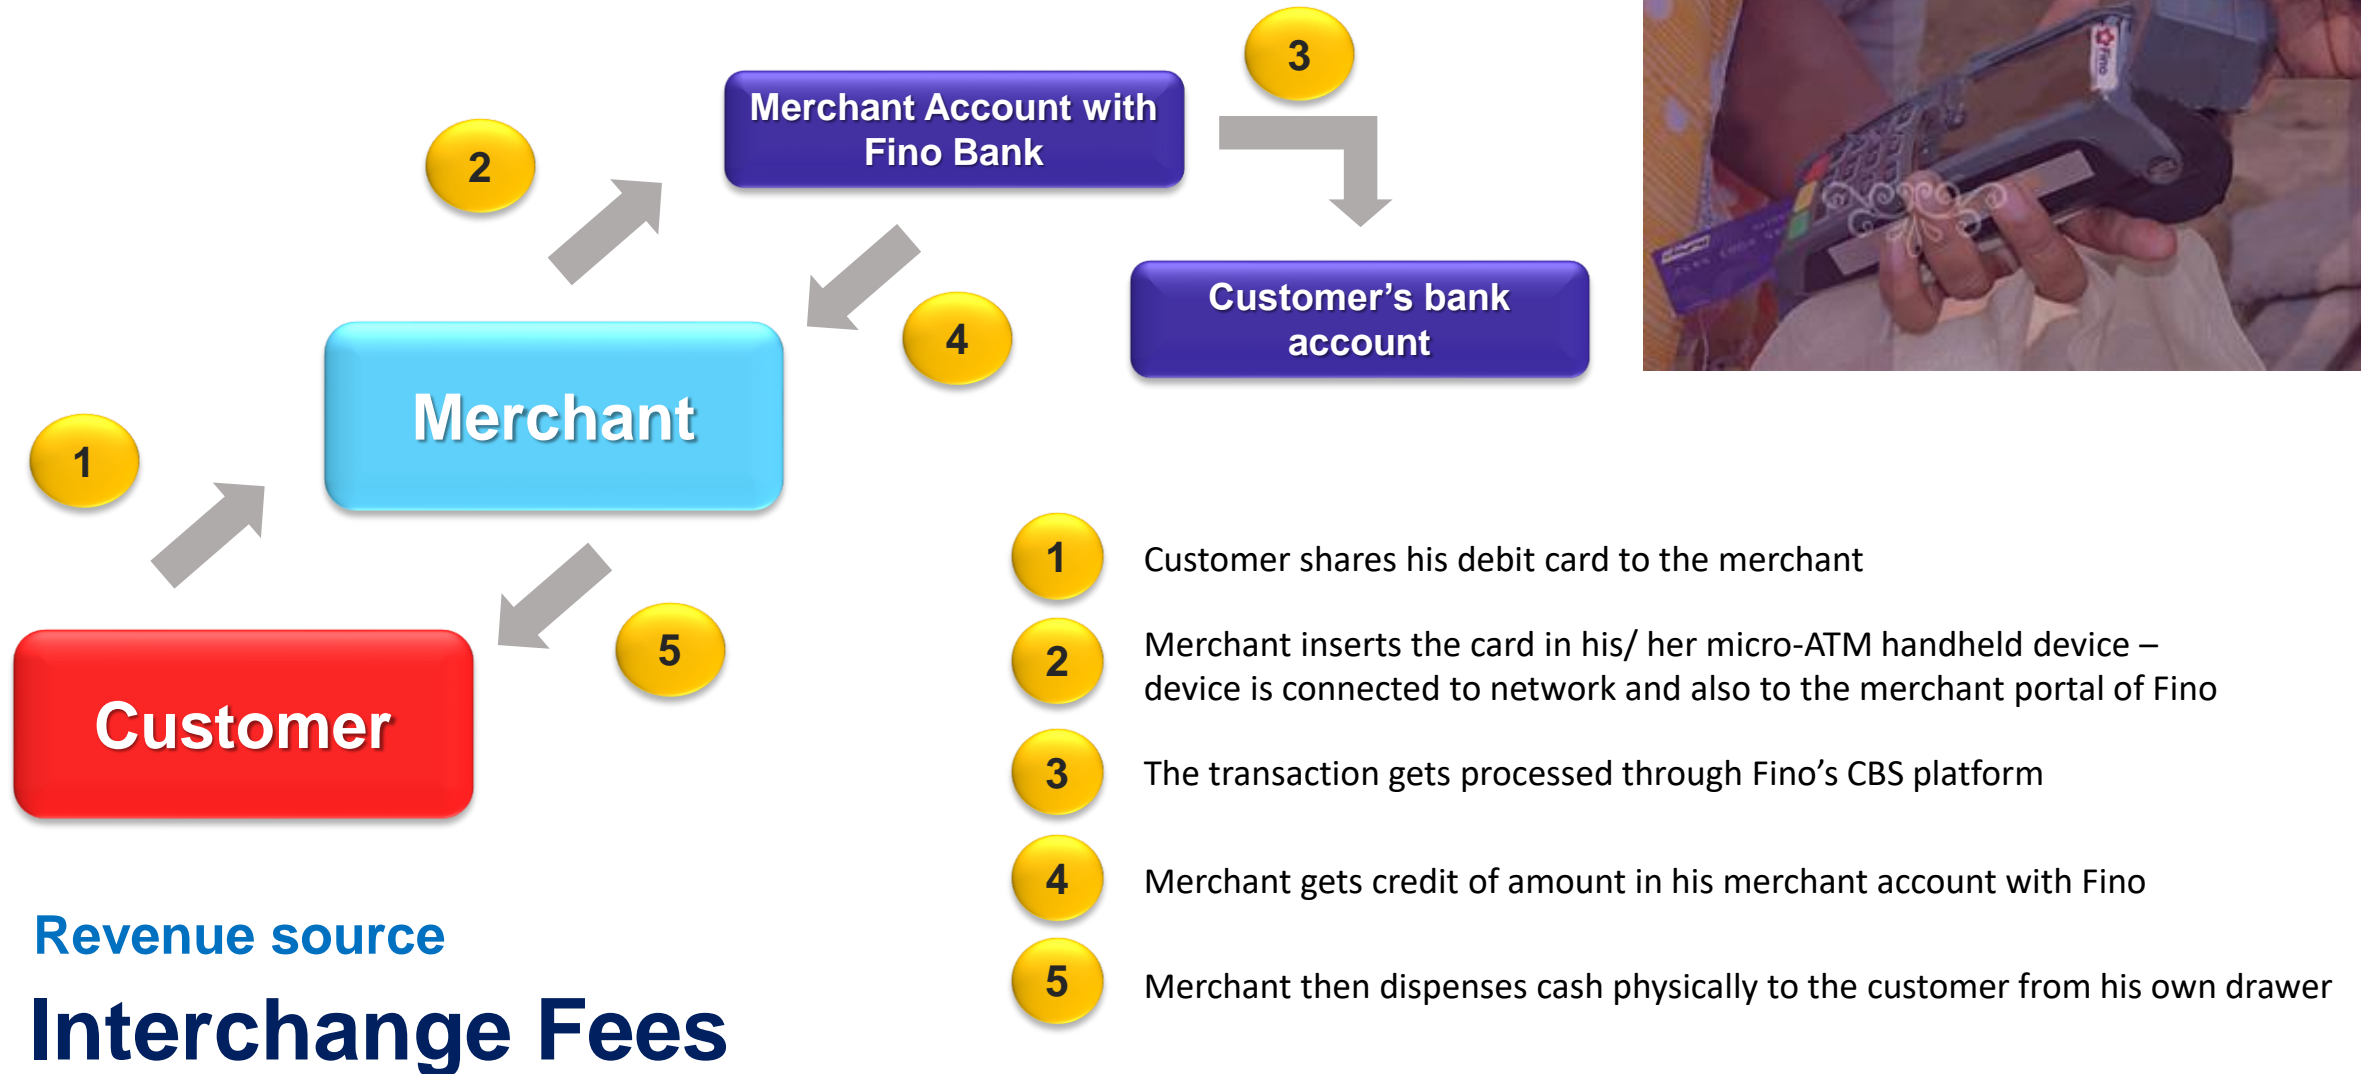 3
Merchant Account with
Fino Bank
2
Customer’s bank
account
4
Merchant
1
5
Customer
1
Customer shares his debit card to the merchant
2
Merchant inserts the card in his/ her micro-ATM handheld device –
device is connected to network and also to the merchant portal of Fino
3
The transaction gets processed through Fino’s CBS platform
4
Merchant gets credit of amount in his merchant account with Fino
5
Merchant then dispenses cash physically to the customer from his own drawer
Revenue source
Interchange Fees
Fino